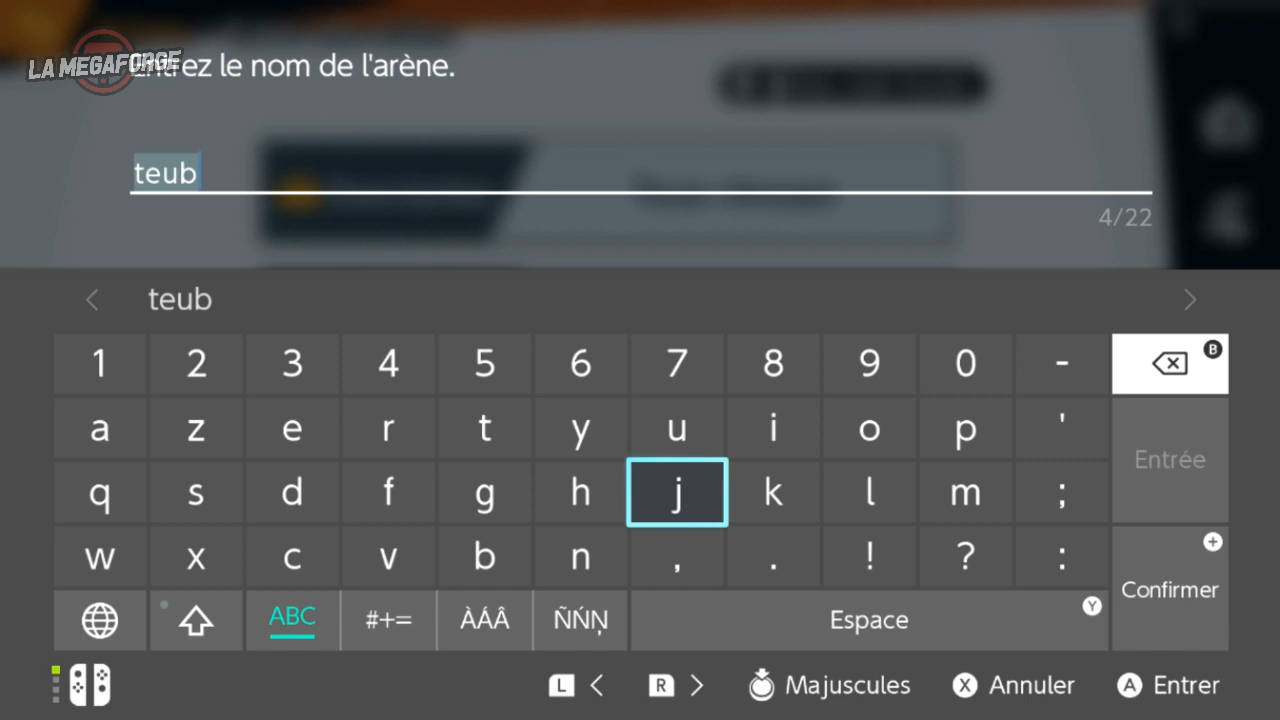 LA MEGAFORGE
Entrez le nom de l'arène.
teub
4/22
< teub >
1 2 3 4 5 6 7 8 9 0 - B
a z e r t y u i o p '
Entrée
q s d f g h j k l m ;
w x c v b n , . ! ? :
+
Confirmer
ABC #+= ÀÁÂ ÑŃŅ Espace Y
L < R > Majuscules X Annuler A Entrer